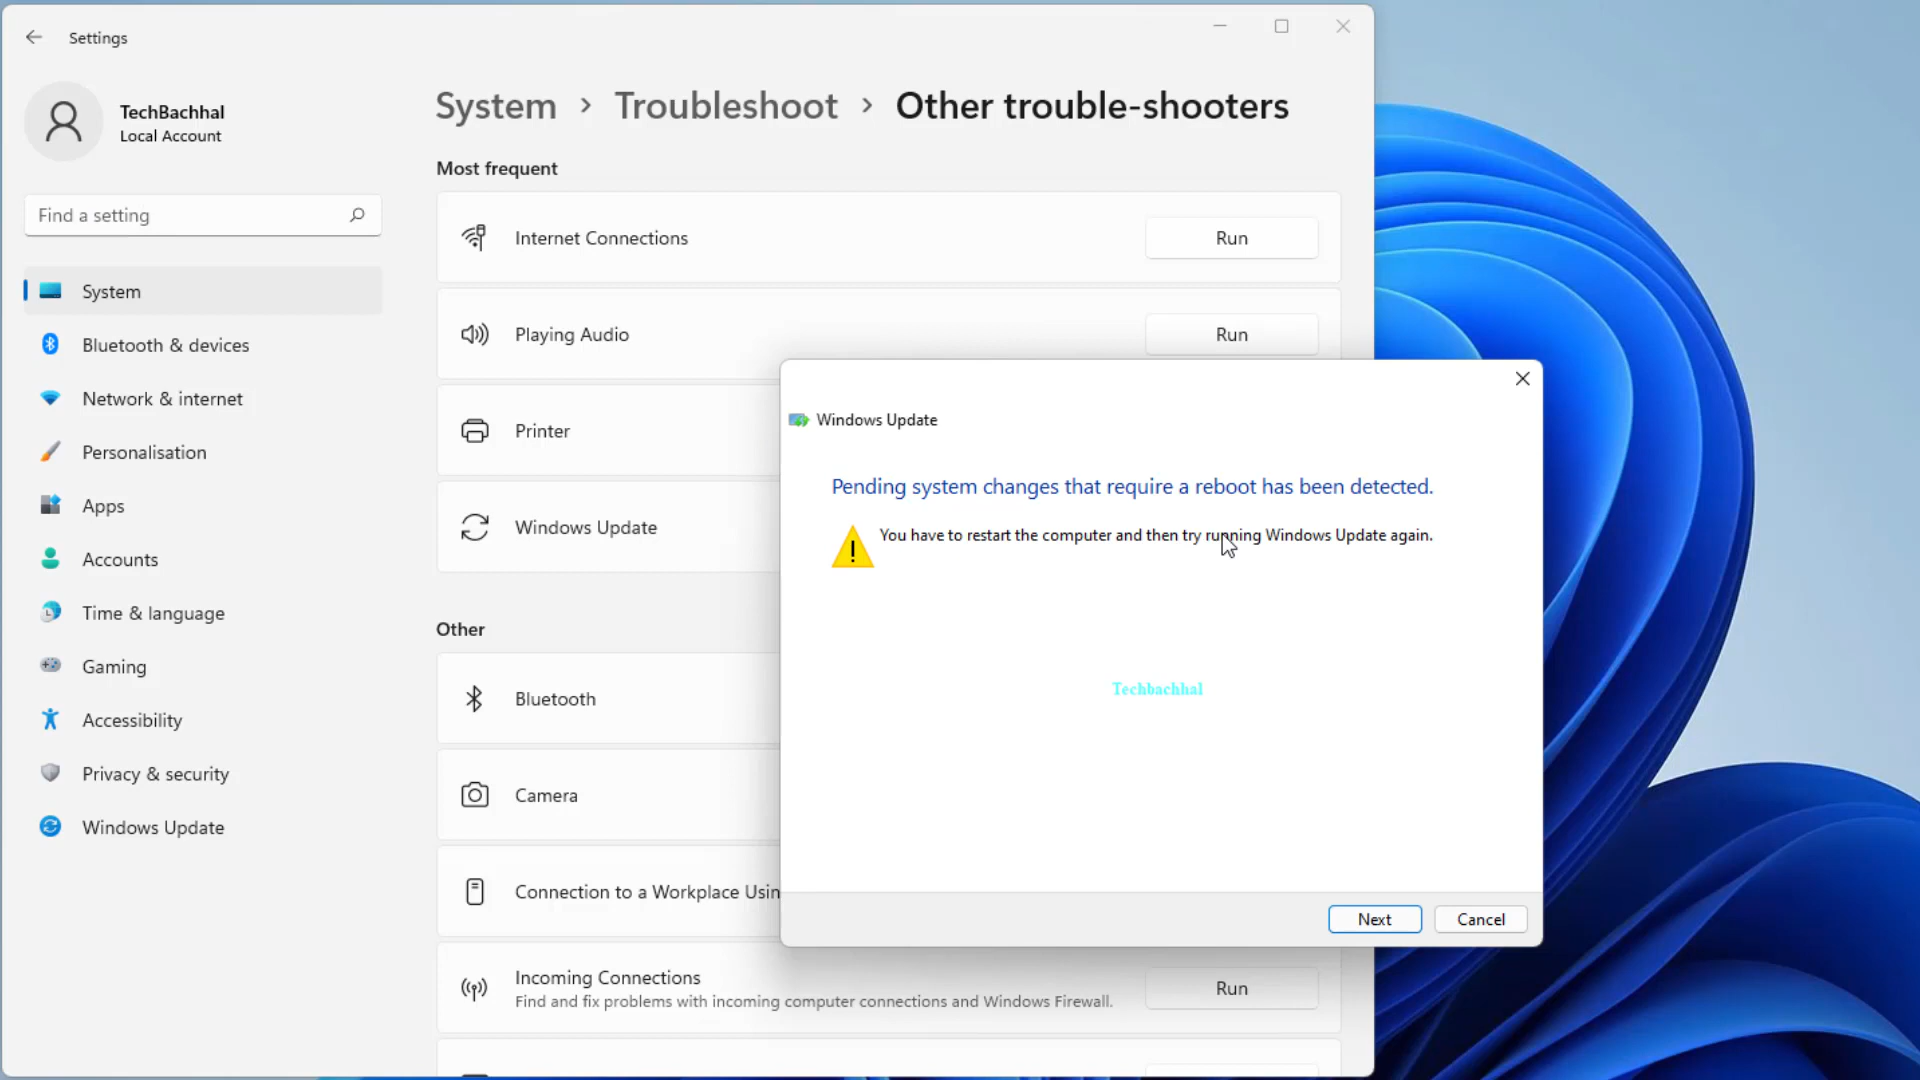 Settings
TechBachhal
Local Account
Find a setting
System
Bluetooth & devices
Network & internet
Personalisation
Apps
Accounts
Time & language
Gaming
Accessibility
Privacy & security
Windows Update
System > Troubleshoot > Other trouble-shooters
Most frequent
Internet Connections
Run
Playing Audio
Run
Printer
Windows Update
Other
Bluetooth
Camera
Connection to a Workplace Usin
Incoming Connections
Find and fix problems with incoming computer connections and Windows Firewall.
Run
Windows Update
Pending system changes that require a reboot has been detected.
You have to restart the computer and then try running Windows Update again.
Techbachhal
Next
Cancel